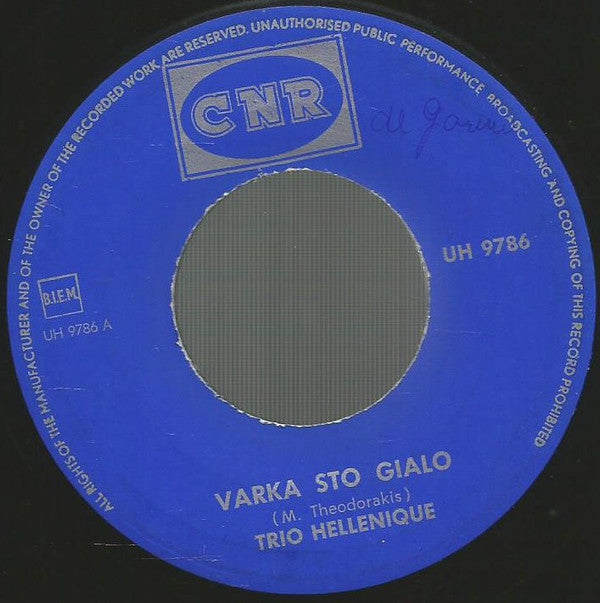 ALL RIGHTS OF THE MANUFACTURER AND OF THE OWNER OF THE RECORDED WORK ARE RESERVED. UNAUTHORISED PUBLIC PERFORMANCE BROADCASTING AND COPYING OF THIS RECORD PROHIBITED
CNR
UH 9786
B.I.E.M.
UH 9786 A
VARKA STO GIALO
(M. Theodorakis)
TRIO HELLENIQUE